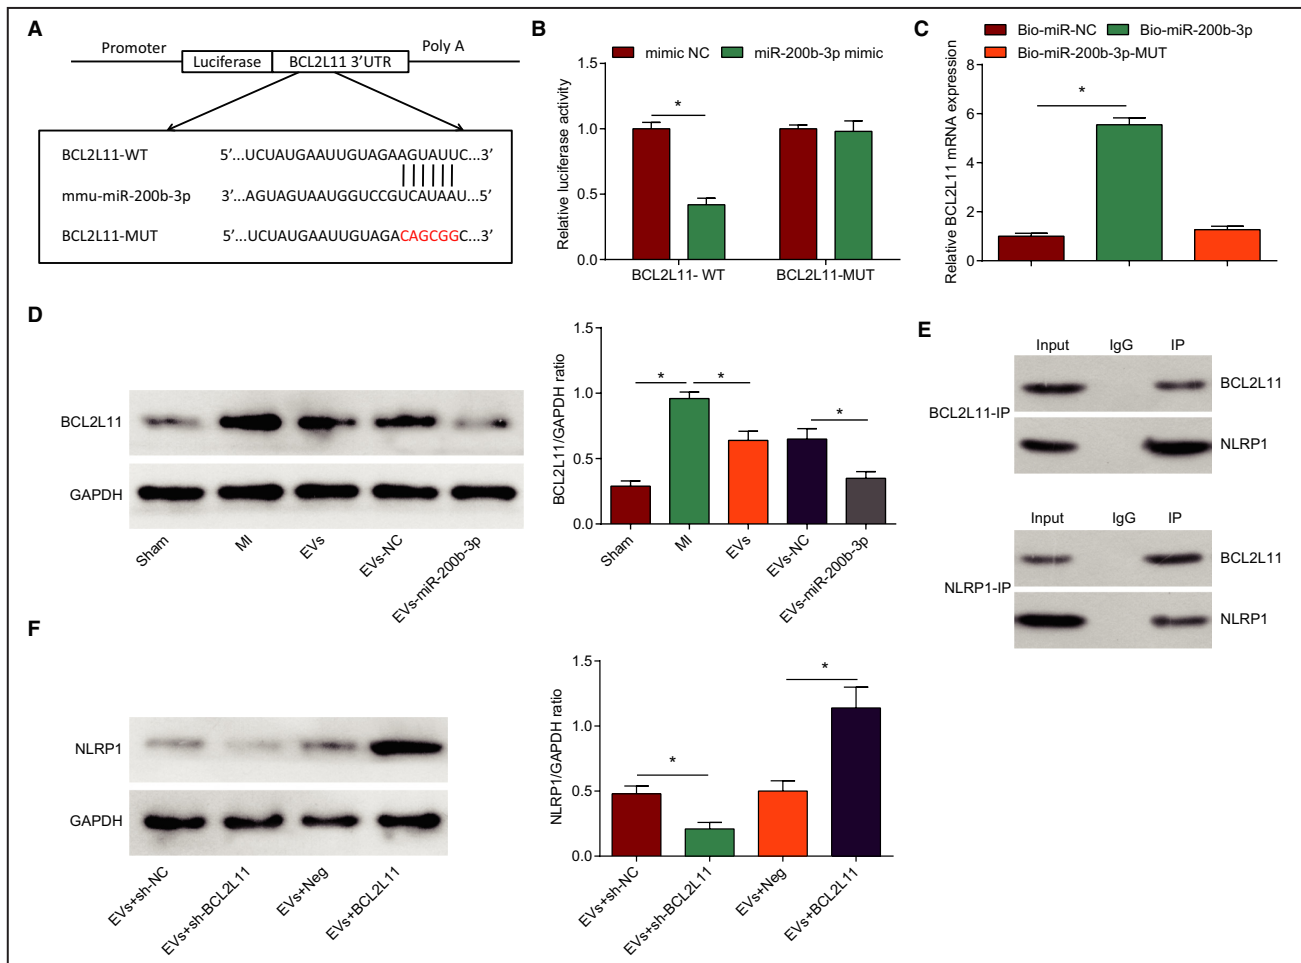 A
Promoter
Luciferase
BCL2L11 3'UTR
Poly A
BCL2L11-WT 5'...UCUAUGAAUUGUAGAAGUAUUC...3'
mmu-miR-200b-3p 3'...AGUAGUAAUGGUCCGUCAUAAU...5'
BCL2L11-MUT 5'...UCUAUGAAUUGUAGACAGCGGC...3'
B
mimic NC miR-200b-3p mimic
Relative luciferase activity
1.5
1.0
0.5
0.0
*
BCL2L11- WT BCL2L11-MUT
C
Bio-miR-NC Bio-miR-200b-3p
Bio-miR-200b-3p-MUT
Relative BCL2L11 mRNA expression
8
6
4
2
0
*
D
BCL2L11
GAPDH
Sham MI EVs EVs-NC EVs-miR-200b-3p
BCL2L11/GAPDH ratio
1.5
1.0
0.5
0.0
* * *
Sham MI EVs EVs-NC EVs-miR-200b-3p
E
Input IgG IP
BCL2L11-IP
BCL2L11
NLRP1
Input IgG IP
NLRP1-IP
BCL2L11
NLRP1
F
NLRP1
GAPDH
EVs+sh-NC EVs+sh-BCL2L11 EVs+Neg EVs+BCL2L11
NLRP1/GAPDH ratio
1.5
1.0
0.5
0.0
* *
EVs+sh-NC EVs+sh-BCL2L11 EVs+Neg EVs+BCL2L11